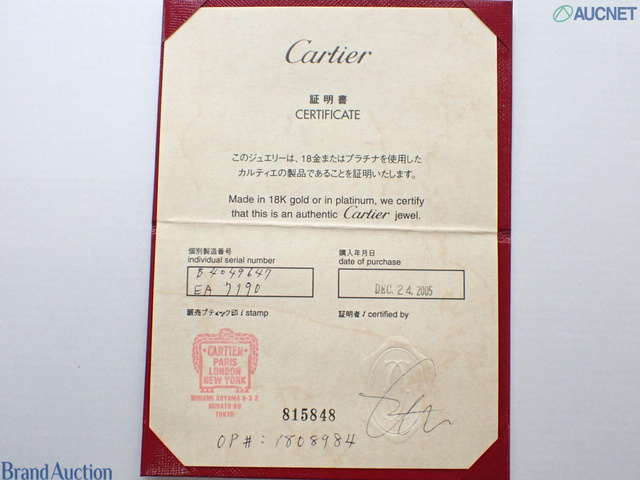 AUCNET
Cartier
証明書
CERTIFICATE
このジュエリーは、18金またはプラチナを使用した
カルティエの製品であることを証明いたします。
Made in 18K gold or in platinum, we certify
that this is an authentic Cartier jewel.
個別製造番号
individual serial number
B4049647
EA 7190
購入年月日
date of purchase
DEC. 24. 2005
販売ブティック印 / stamp
証明者 / certified by
CARTIER
PARIS
LONDON
NEW YORK
MINAMI AOYAMA 5-2-2
MINATO-KU
TOKYO
815848
OP#: 1808984
Brand Auction